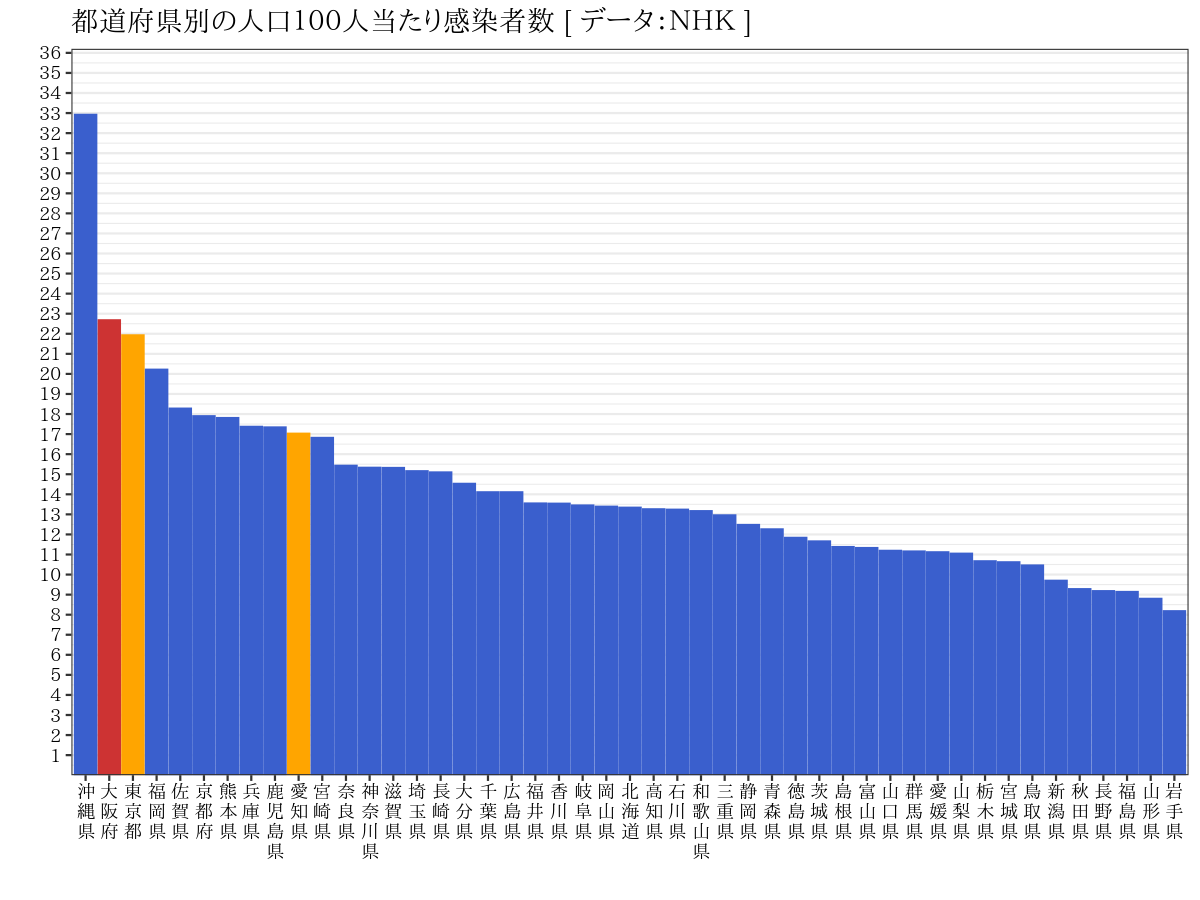 都道府県別の人口100人当たり感染者数 [ データ:NHK ]
36
35
34
33
32
31
30
29
28
27
26
25
24
23
22
21
20
19
18
17
16
15
14
13
12
11
10
9
8
7
6
5
4
3
2
1
沖縄県
大阪府
東京都
福岡県
佐賀県
京都府
熊本県
兵庫県
鹿児島県
愛知県
宮崎県
奈良県
神奈川県
滋賀県
埼玉県
長崎県
大分県
千葉県
広島県
福井県
香川県
岐阜県
岡山県
北海道
高知県
石川県
和歌山県
三重県
静岡県
青森県
徳島県
茨城県
島根県
富山県
山口県
群馬県
愛媛県
山梨県
栃木県
宮城県
鳥取県
新潟県
秋田県
長野県
福島県
山形県
岩手県